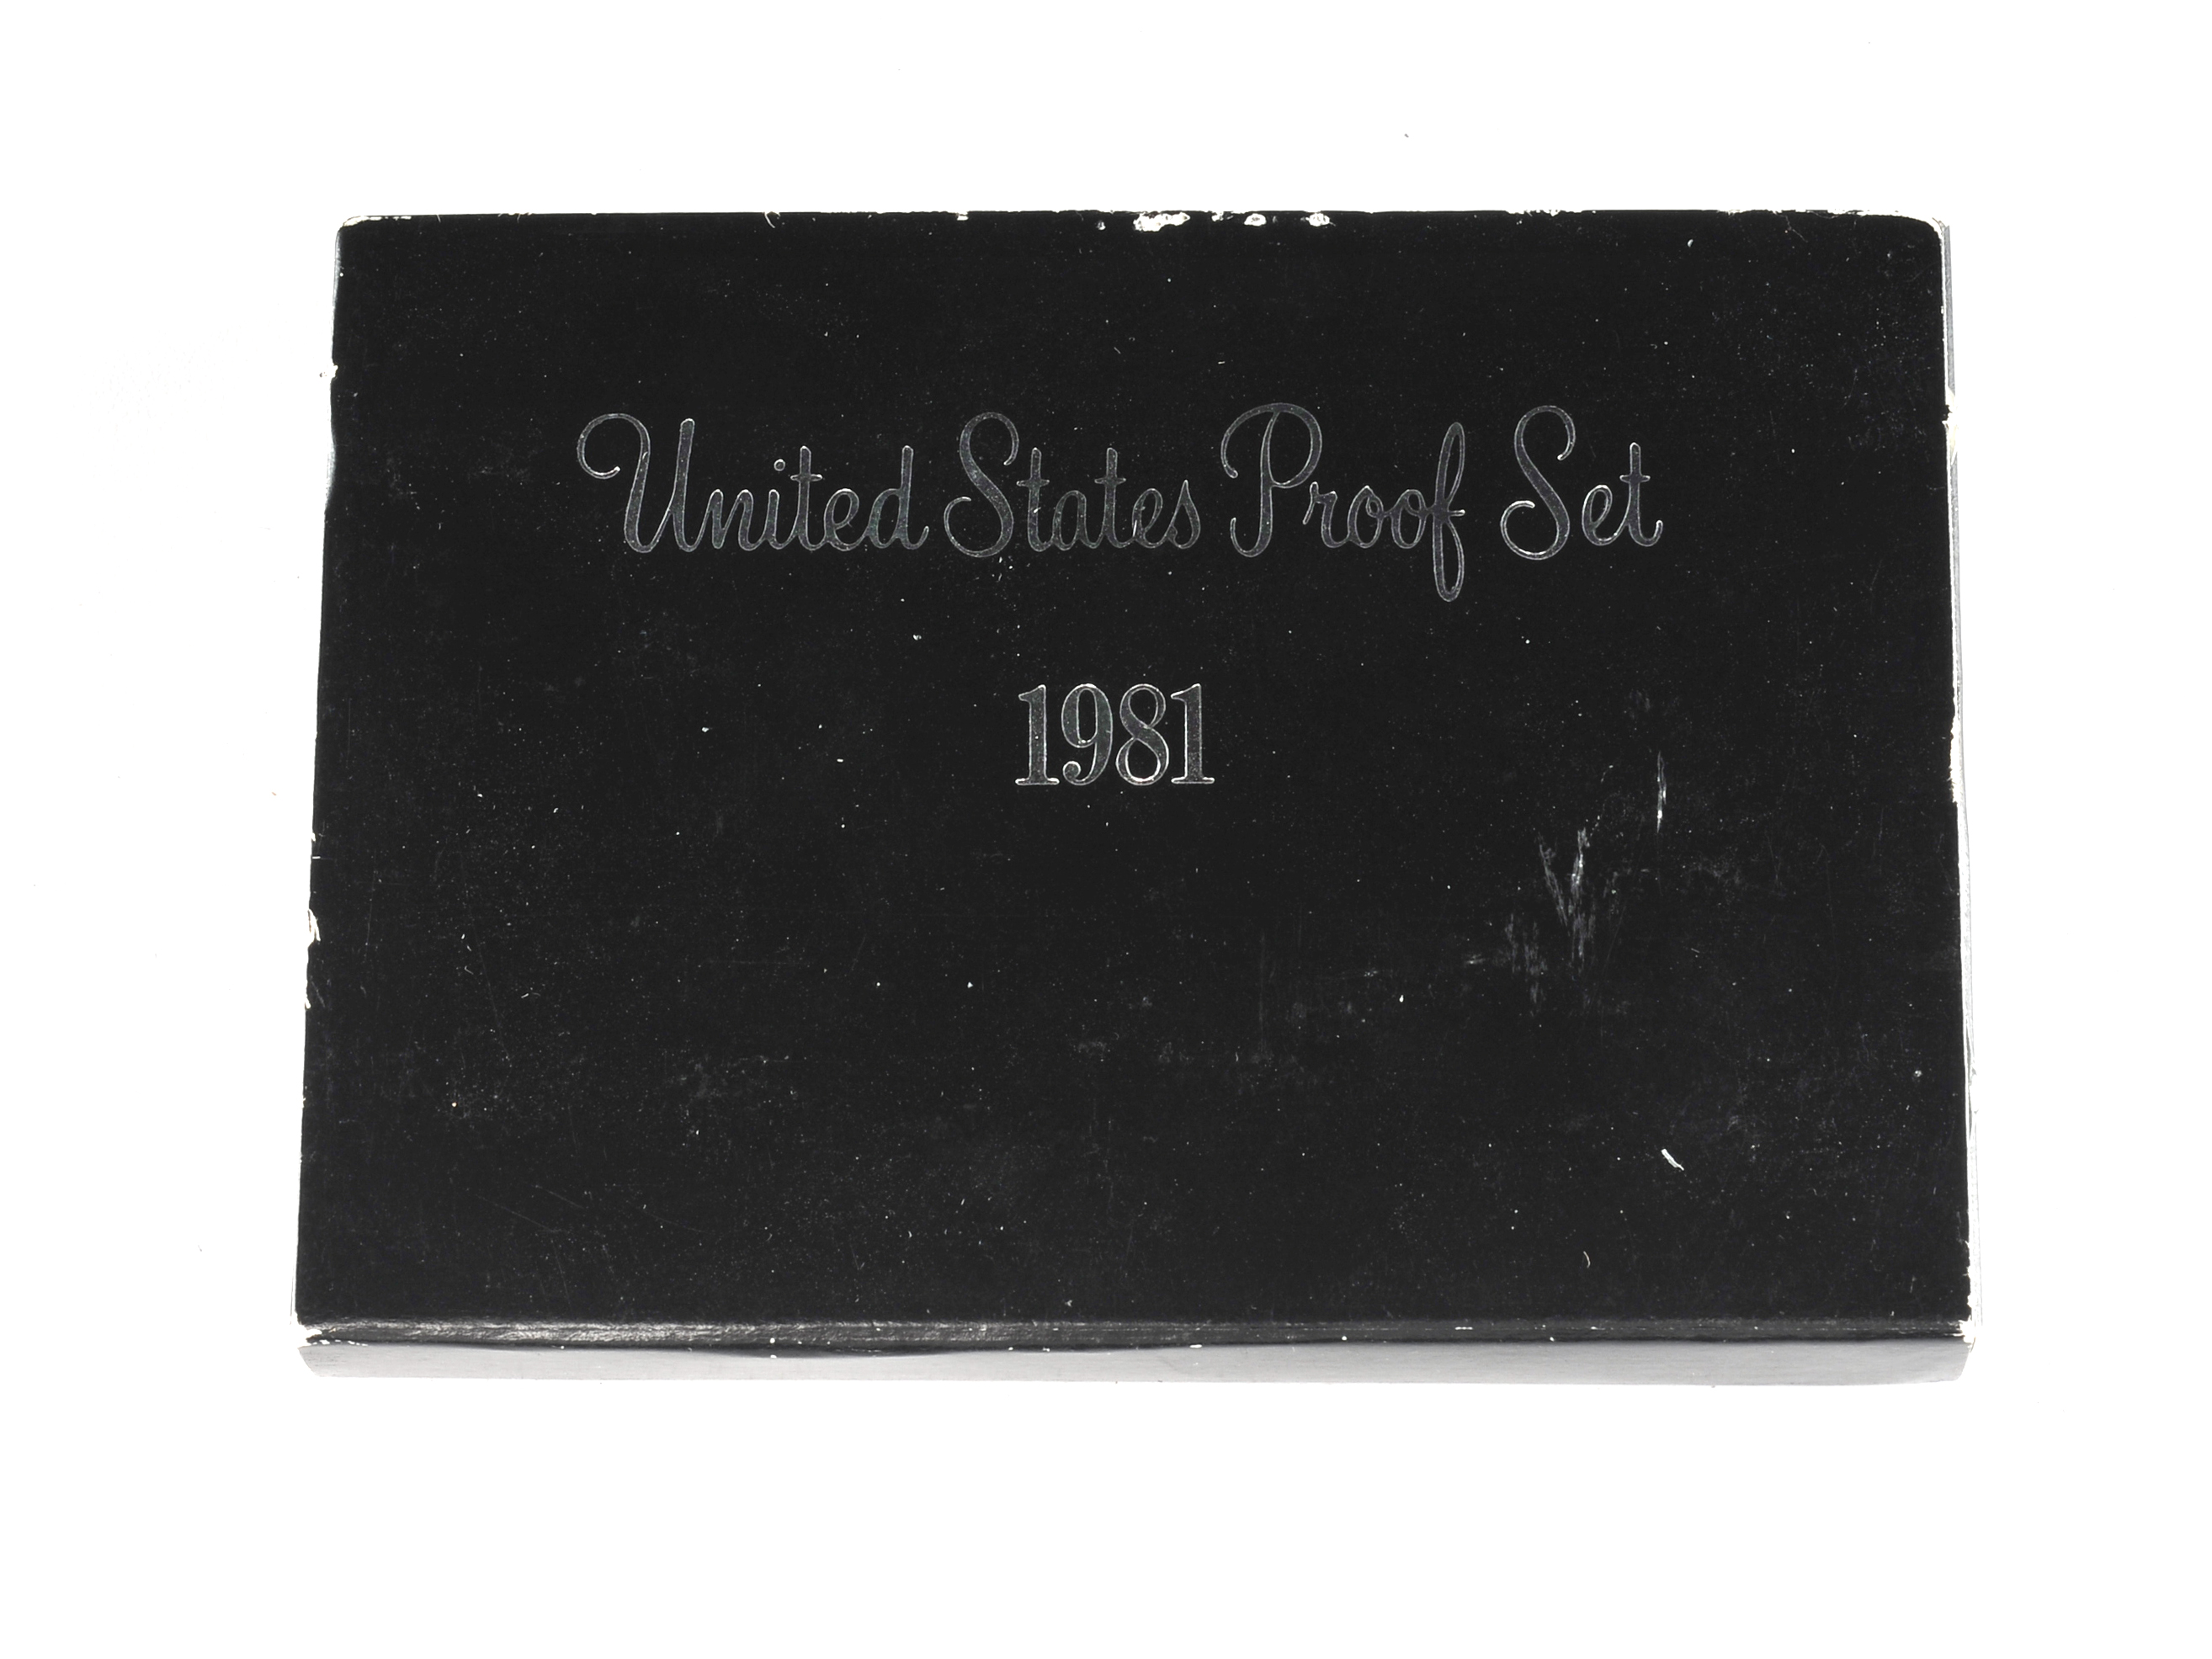 United States Proof Set
1981